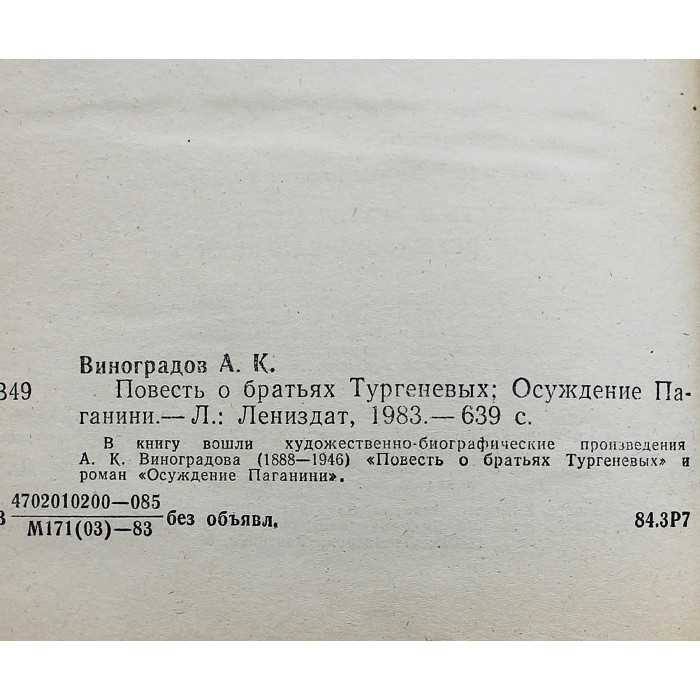 Виноградов А. К.
349 Повесть о братьях Тургеневых; Осуждение Па-
ганини.— Л.: Лениздат, 1983.— 639 с.
В книгу вошли художественно-биографические произведения
А. К. Виноградова (1888—1946) «Повесть о братьях Тургеневых» и
роман «Осуждение Паганини».
4702010200—085
М171(03)—83 без объявл. 84.3Р7